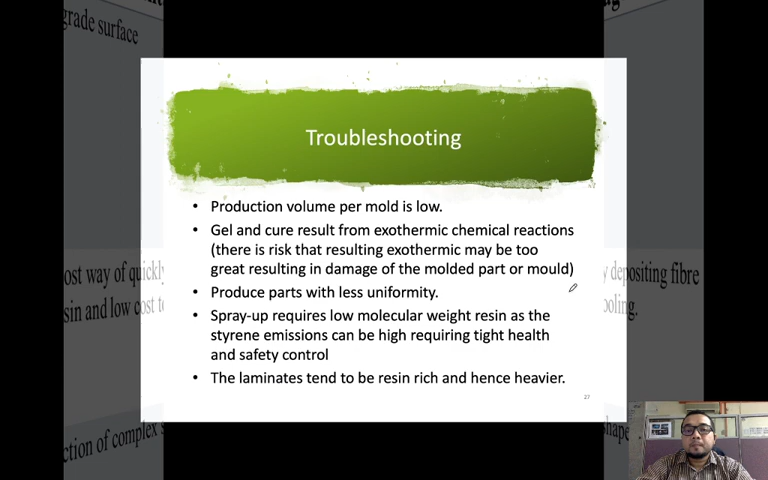 grade surface
Troubleshooting
• Production volume per mold is low.
• Gel and cure result from exothermic chemical reactions
(there is risk that resulting exothermic may be too
great resulting in damage of the molded part or mould)
• Produce parts with less uniformity.
• Spray-up requires low molecular weight resin as the
styrene emissions can be high requiring tight health
and safety control
• The laminates tend to be resin rich and hence heavier.
27
ost way of quickly
sin and low cost to
ction of complex s
y depositing fibre
ooling.
shape